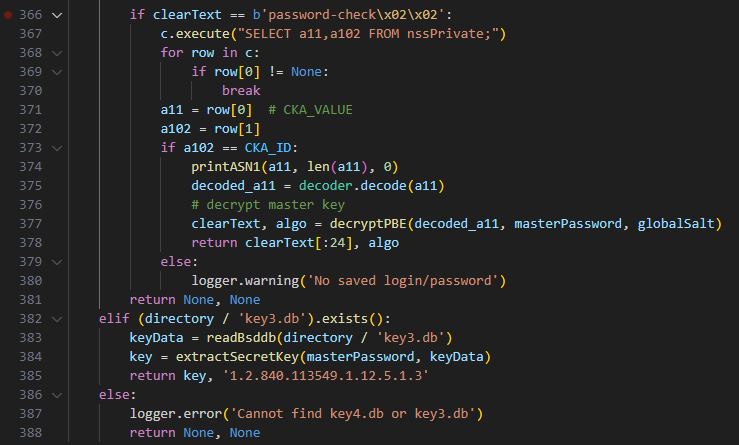 366 if clearText == b'password-check\x02\x02':
367 c.execute("SELECT a11,a102 FROM nssPrivate;")
368 for row in c:
369 if row[0] != None:
370 break
371 a11 = row[0]  # CKA_VALUE
372 a102 = row[1]
373 if a102 == CKA_ID:
374 printASN1(a11, len(a11), 0)
375 decoded_a11 = decoder.decode(a11)
376 # decrypt master key
377 clearText, algo = decryptPBE(decoded_a11, masterPassword, globalSalt)
378 return clearText[:24], algo
379 else:
380 logger.warning('No saved login/password')
381 return None, None
382 elif (directory / 'key3.db').exists():
383 keyData = readBsddb(directory / 'key3.db')
384 key = extractSecretKey(masterPassword, keyData)
385 return key, '1.2.840.113549.1.12.5.1.3'
386 else:
387 logger.error('Cannot find key4.db or key3.db')
388 return None, None